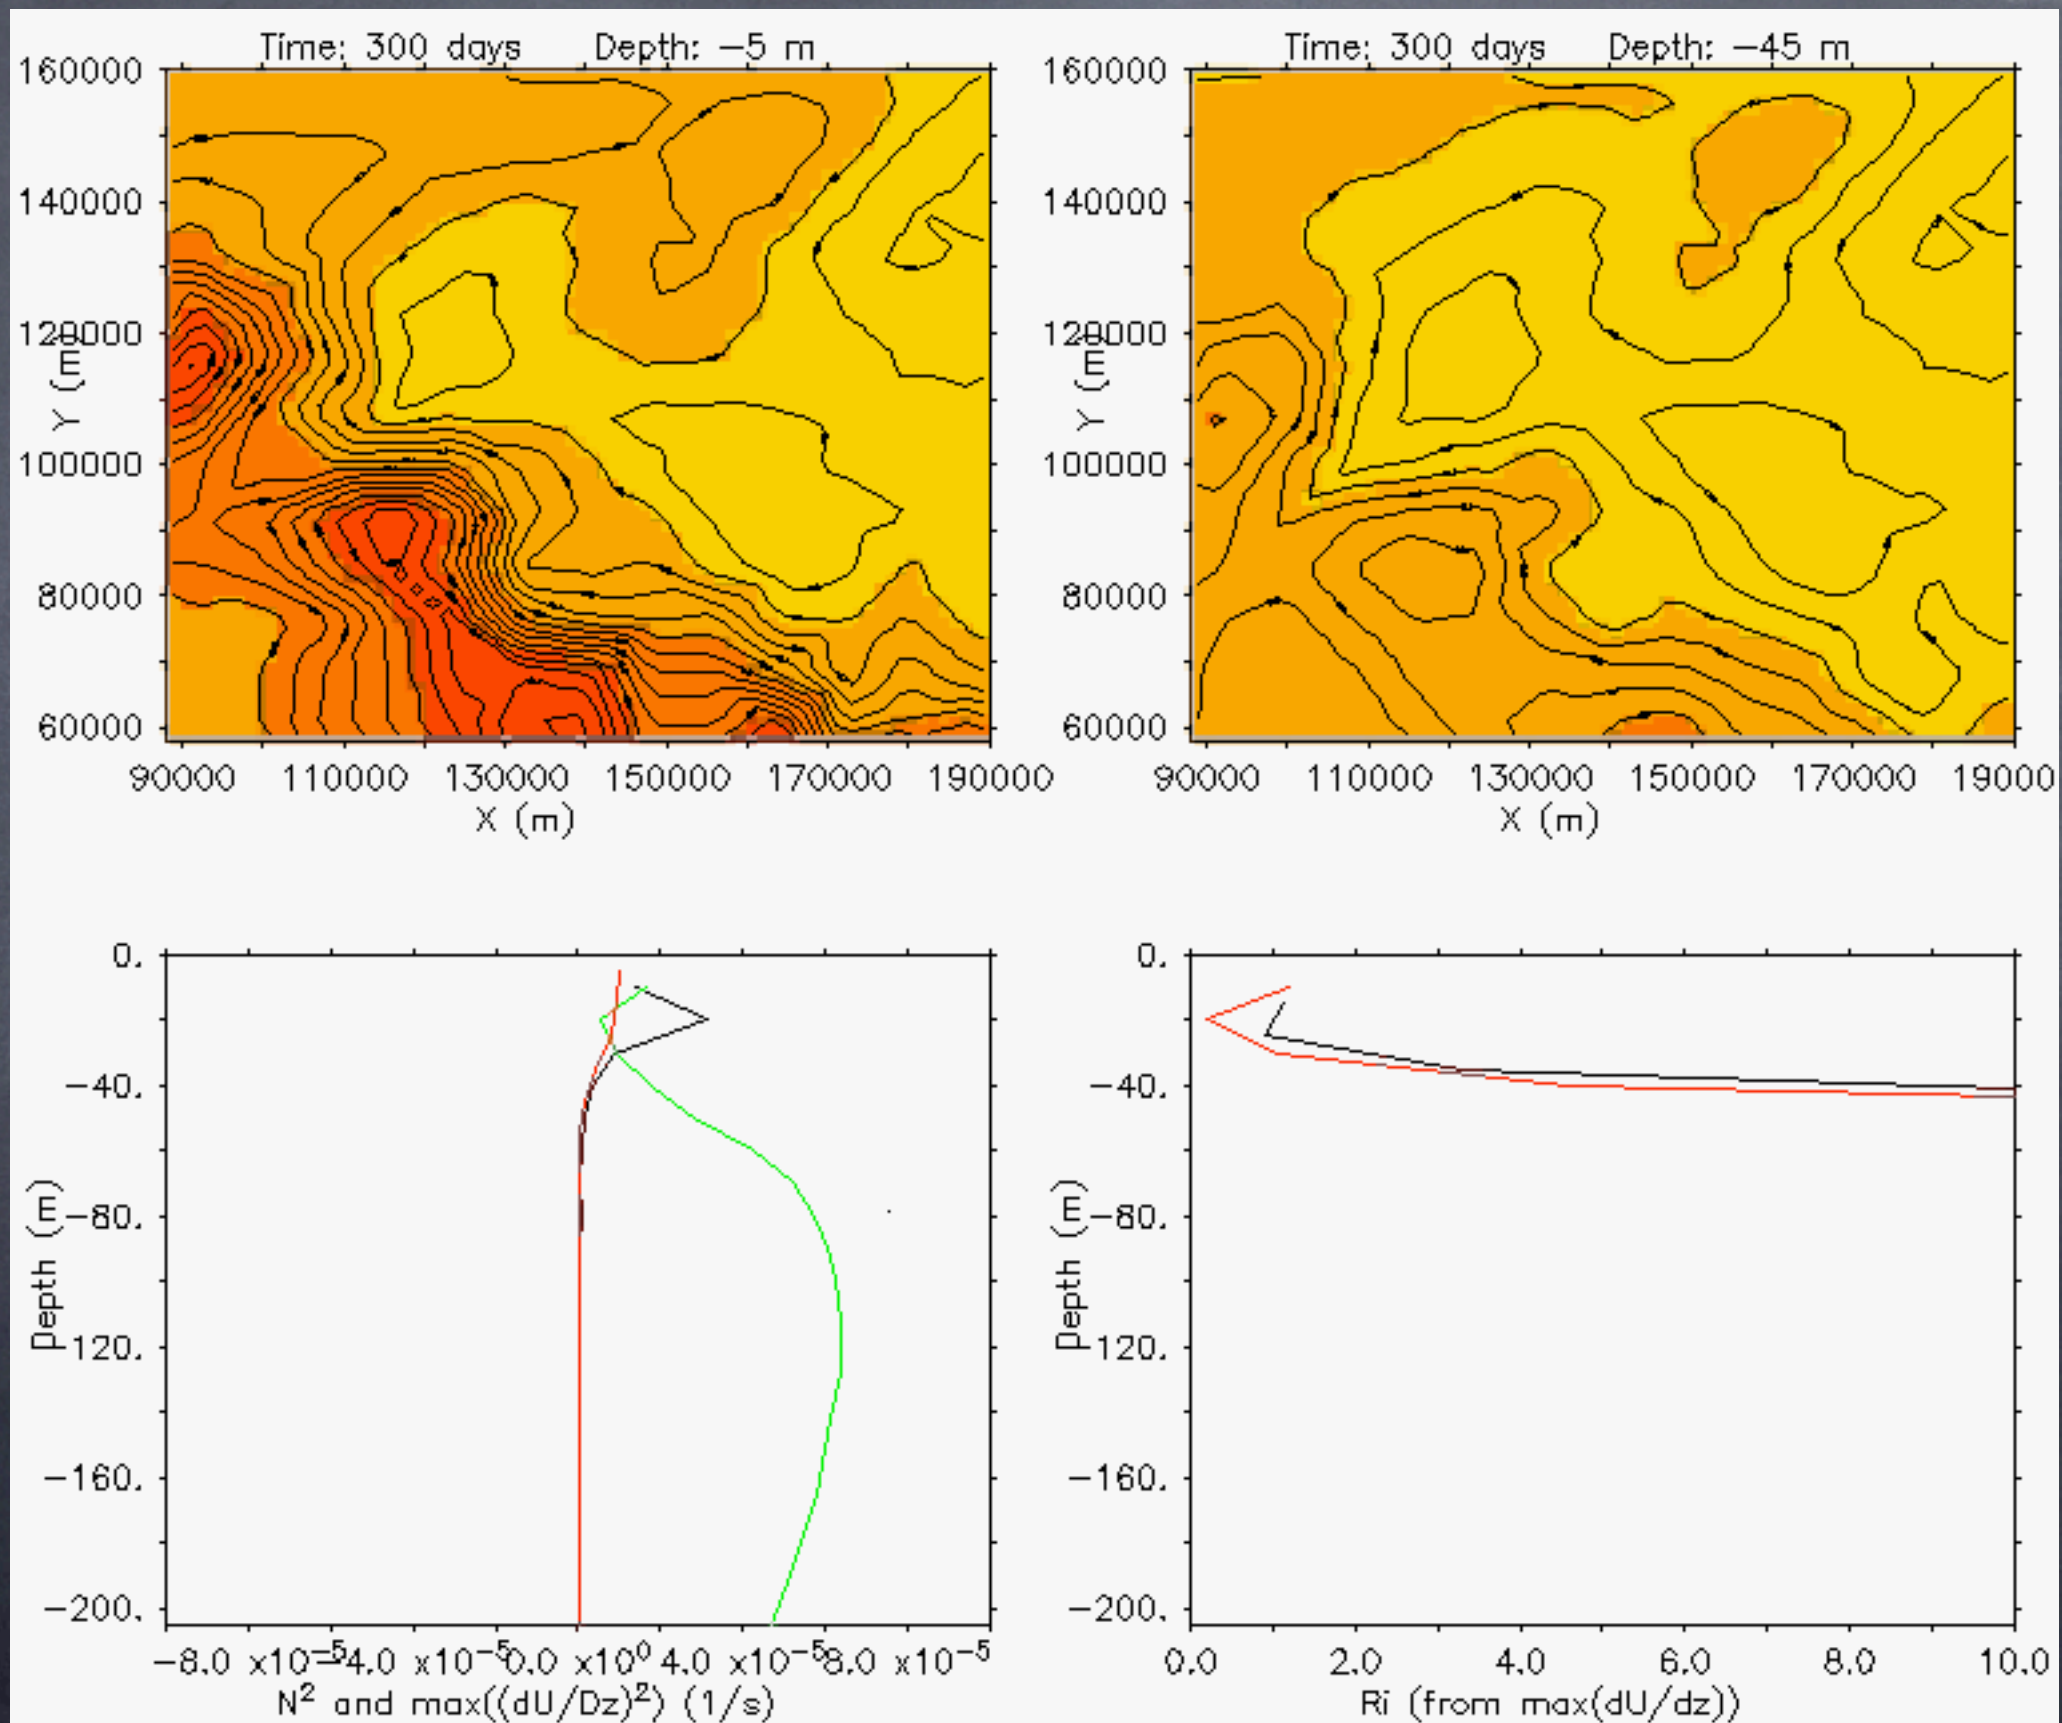 Time: 300 days Depth: −5 m
160000
140000
120000
100000
80000
60000
Y (m)
90000 110000 130000 150000 170000 190000
X (m)
Time: 300 days Depth: −45 m
160000
140000
120000
100000
80000
60000
Y (m)
90000 110000 130000 150000 170000 19000
X (m)
0.
−40.
−80.
−120.
−160.
−200.
Depth (m)
−8.0 x10−5 −4.0 x10−5 0.0 x10⁰ 4.0 x10−5 8.0 x10−5
N² and max((dU/Dz)²) (1/s)
0.
−40.
−80.
−120.
−160.
−200.
Depth (m)
0.0 2.0 4.0 6.0 8.0 10.0
Ri (from max(dU/dz))